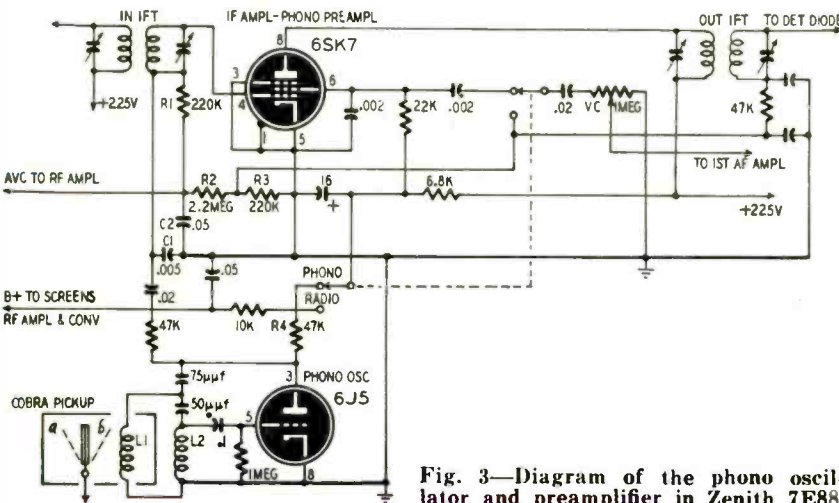 IN IFT
IF AMPL-PHONO PREAMPL
6SK7
OUT IFT
TO DET DIODE
8
3
4
6
1
5
+225V
R1
220K
.002
22K
.002
.02
VC
1MEG
47K
TO 1ST AF AMPL
AVC TO RF AMPL
R2
2.2MEG
R3
220K
16
+
6.8K
+225V
C2
.05
C1
.005
.05
PHONO
RADIO
.02
B+ TO SCREENS
RF AMPL & CONV
47K
10K
R4
47K
75μμf
3
PHONO OSC
6J5
COBRA PICKUP
50μμf
5
a
b
L1
L2
.1
1MEG
8
Fig. 3—Diagram of the phono oscil
lator and preamplifier in Zenith 7E88